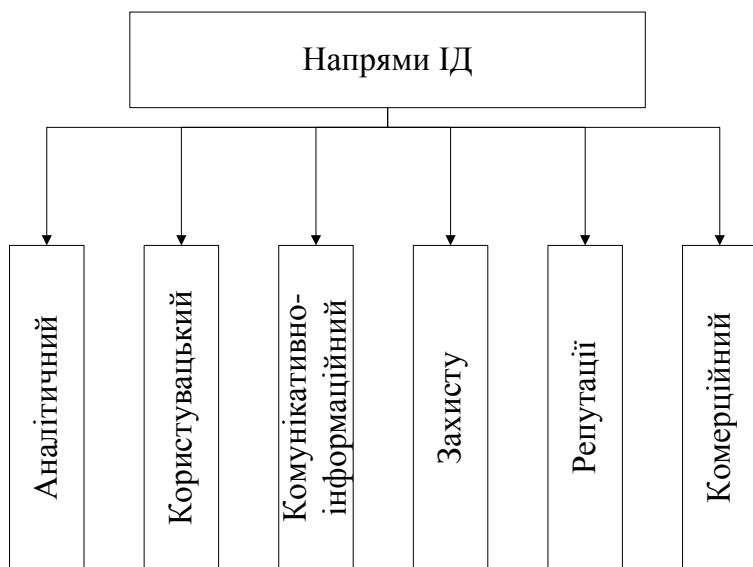 Напрями ІД
Аналітичний
Користувацький
Комунікативно-
інформаційний
Захисту
Репутації
Комерційний